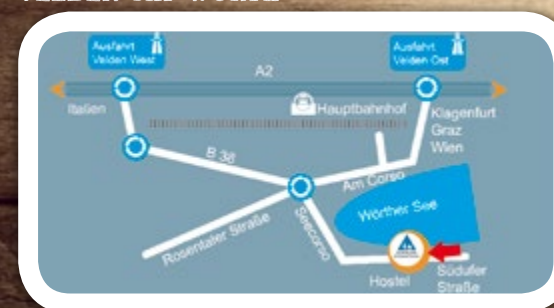 Ausfahrt
Velden West
Ausfahrt
Velden Ost
A2
Italien
Hauptbahnhof
Klagenfurt
Graz
Wien
B 38
Am Corso
Wörther See
Rosentaler Straße
Seecorso
Hostel
Südufer
Straße